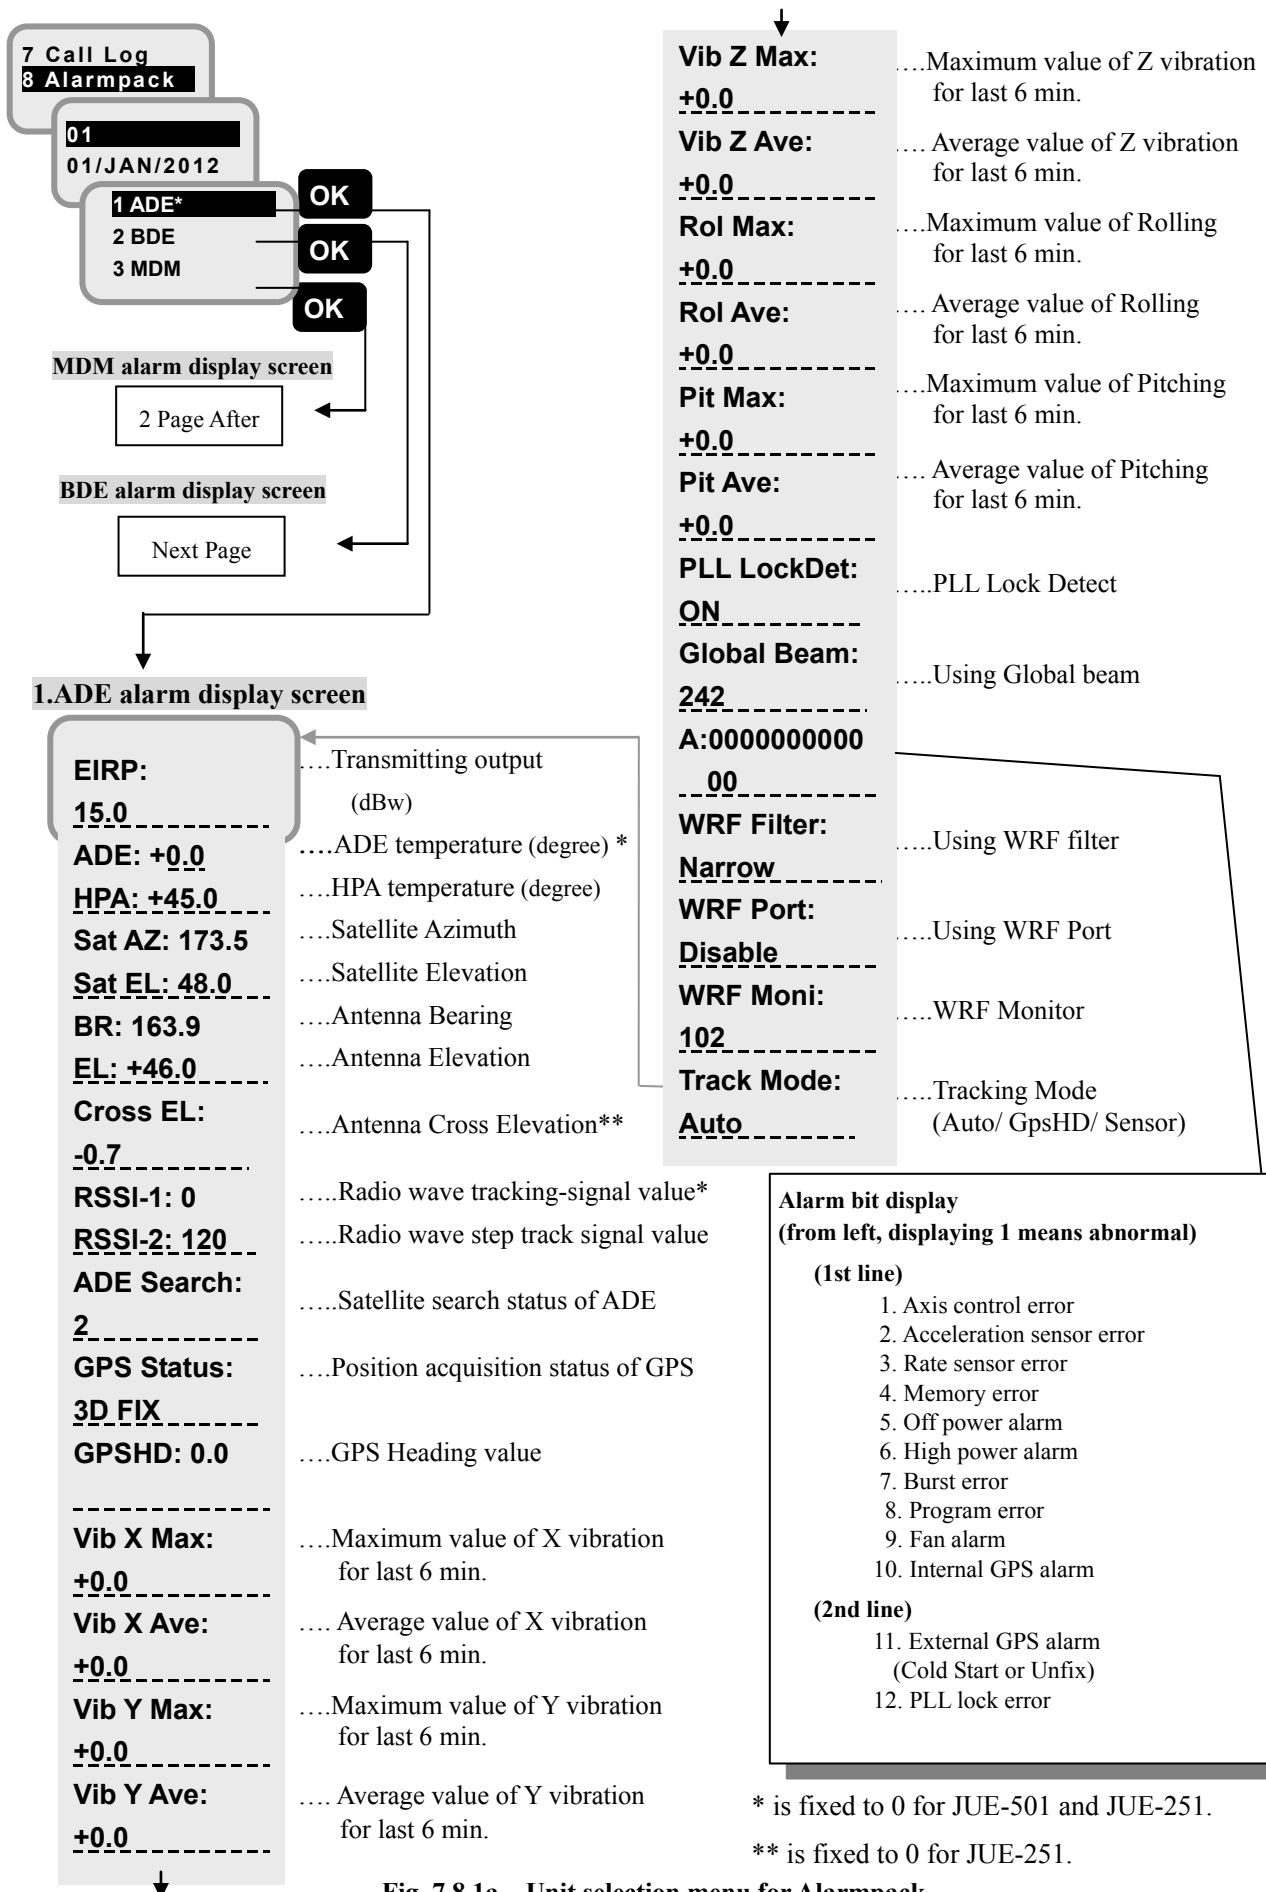 7 Call Log
8 Alarmpack
01
01/JAN/2012
1 ADE*
2 BDE
3 MDM
OK
OK
OK
MDM alarm display screen
2 Page After
BDE alarm display screen
Next Page
1.ADE alarm display screen
EIRP:
15.0
....Transmitting output
(dBw)
ADE: +0.0
....ADE temperature (degree) *
HPA: +45.0
....HPA temperature (degree)
Sat AZ: 173.5
....Satellite Azimuth
Sat EL: 48.0
....Satellite Elevation
BR: 163.9
....Antenna Bearing
EL: +46.0
....Antenna Elevation
Cross EL:
-0.7
....Antenna Cross Elevation**
RSSI-1: 0
.....Radio wave tracking-signal value*
RSSI-2: 120
.....Radio wave step track signal value
ADE Search:
2
.....Satellite search status of ADE
GPS Status:
3D FIX
....Position acquisition status of GPS
GPSHD: 0.0
....GPS Heading value
Vib X Max:
+0.0
....Maximum value of X vibration
for last 6 min.
Vib X Ave:
+0.0
.... Average value of X vibration
for last 6 min.
Vib Y Max:
+0.0
....Maximum value of Y vibration
for last 6 min.
Vib Y Ave:
+0.0
.... Average value of Y vibration
for last 6 min.
Vib Z Max:
+0.0
....Maximum value of Z vibration
for last 6 min.
Vib Z Ave:
+0.0
.... Average value of Z vibration
for last 6 min.
Rol Max:
+0.0
....Maximum value of Rolling
for last 6 min.
Rol Ave:
+0.0
.... Average value of Rolling
for last 6 min.
Pit Max:
+0.0
....Maximum value of Pitching
for last 6 min.
Pit Ave:
+0.0
.... Average value of Pitching
for last 6 min.
PLL LockDet:
ON
.....PLL Lock Detect
Global Beam:
242
.....Using Global beam
A:0000000000
00
WRF Filter:
Narrow
.....Using WRF filter
WRF Port:
Disable
.....Using WRF Port
WRF Moni:
102
.....WRF Monitor
Track Mode:
Auto
.....Tracking Mode
(Auto/ GpsHD/ Sensor)
Alarm bit display
(from left, displaying 1 means abnormal)
(1st line)
1. Axis control error
2. Acceleration sensor error
3. Rate sensor error
4. Memory error
5. Off power alarm
6. High power alarm
7. Burst error
8. Program error
9. Fan alarm
10. Internal GPS alarm
(2nd line)
11. External GPS alarm
(Cold Start or Unfix)
12. PLL lock error
* is fixed to 0 for JUE-501 and JUE-251.
** is fixed to 0 for JUE-251.
Fig. 7.8.1a Unit selection menu for Alarmpack